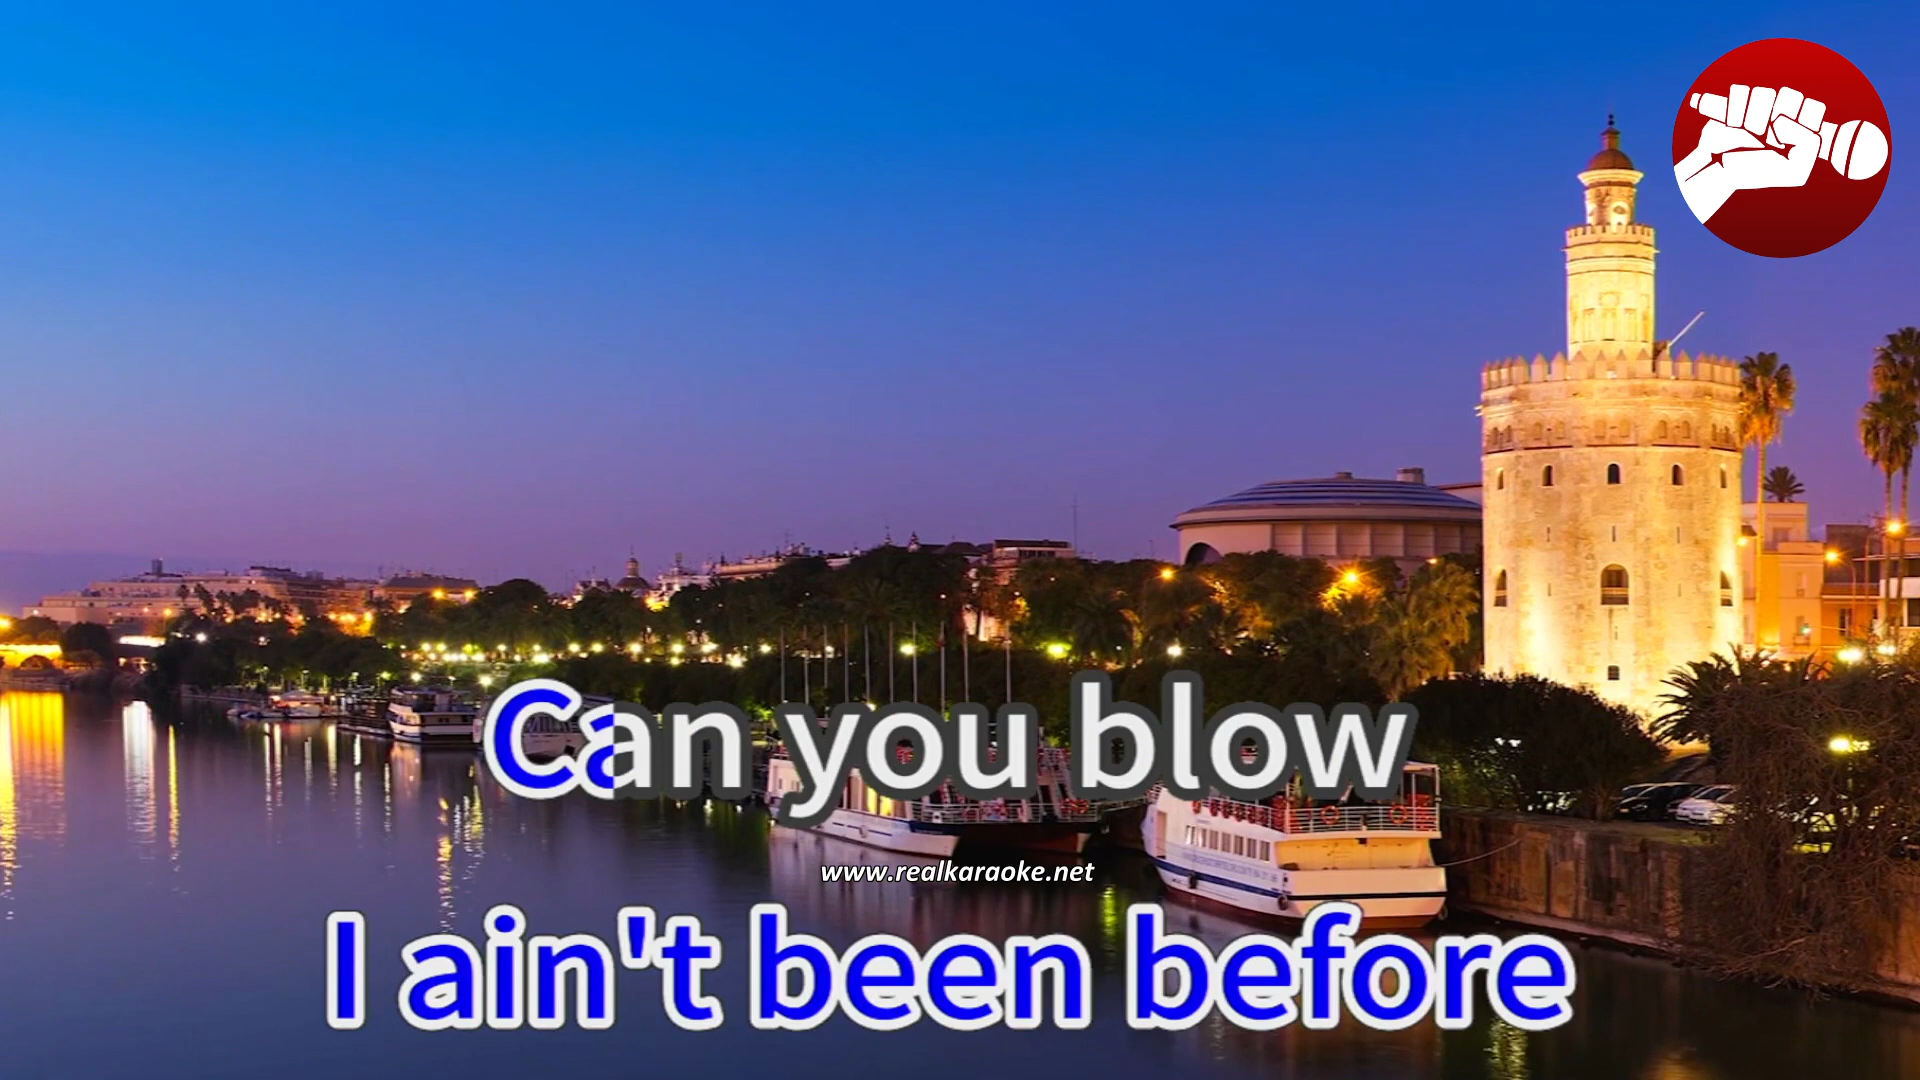 Can you blow
www.realkaraoke.net
I ain't been before